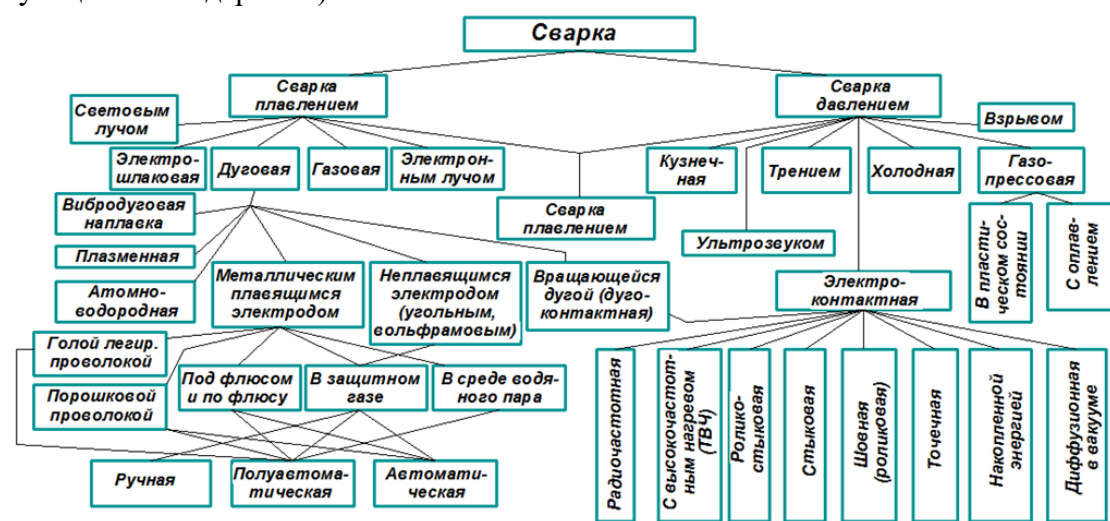 Сварка
Сварка
плавлением
Сварка
давлением
Световым
лучом
Взрывом
Электро-
шлаковая
Дуговая
Газовая
Электрон-
ным лучом
Кузнеч-
ная
Трением
Холодная
Газо-
прессовая
Вибродуговая
наплавка
Сварка
плавлением
Ультрозвуком
В пласти-
ческом сос-
тоянии
С оплав-
лением
Плазменная
Атомно-
водородная
Металлическим
плавящимся
электродом
Неплавящимся
электродом
(угольным,
вольфрамовым)
Вращающейся
дугой (дуго-
контактная)
Электро-
контактная
Голой легир.
проволокой
Порошковой
проволокой
Под флюсом
и по флюсу
В защитном
газе
В среде водя-
ного пара
Ручная
Полуавтома-
тическая
Автомати-
ческая
Радиочастотная
С высокочастот-
ным нагревом
(ТВЧ)
Ролико-
стыковая
Стыковая
Шовная
(роликовая)
Точечная
Накопленной
энергией
Диффузионная
в вакууме